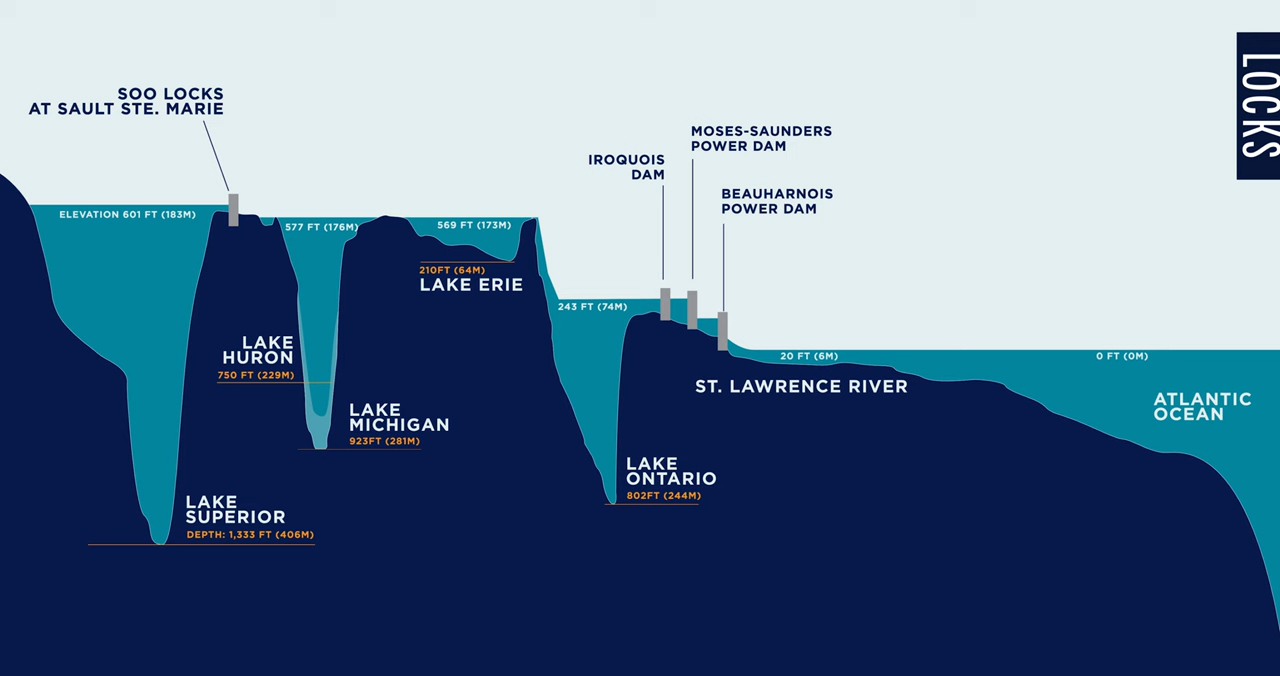 LOCKS
SOO LOCKS
AT SAULT STE. MARIE
MOSES-SAUNDERS
POWER DAM
IROQUOIS
DAM
BEAUHARNOIS
POWER DAM
ELEVATION 601 FT (183M)
577 FT (176M)
569 FT (173M)
210FT (64M)
LAKE ERIE
243 FT (74M)
LAKE
HURON
750 FT (229M)
20 FT (6M)
0 FT (0M)
ST. LAWRENCE RIVER
ATLANTIC
OCEAN
LAKE
MICHIGAN
923FT (281M)
LAKE
ONTARIO
802FT (244M)
LAKE
SUPERIOR
DEPTH: 1,333 FT (406M)